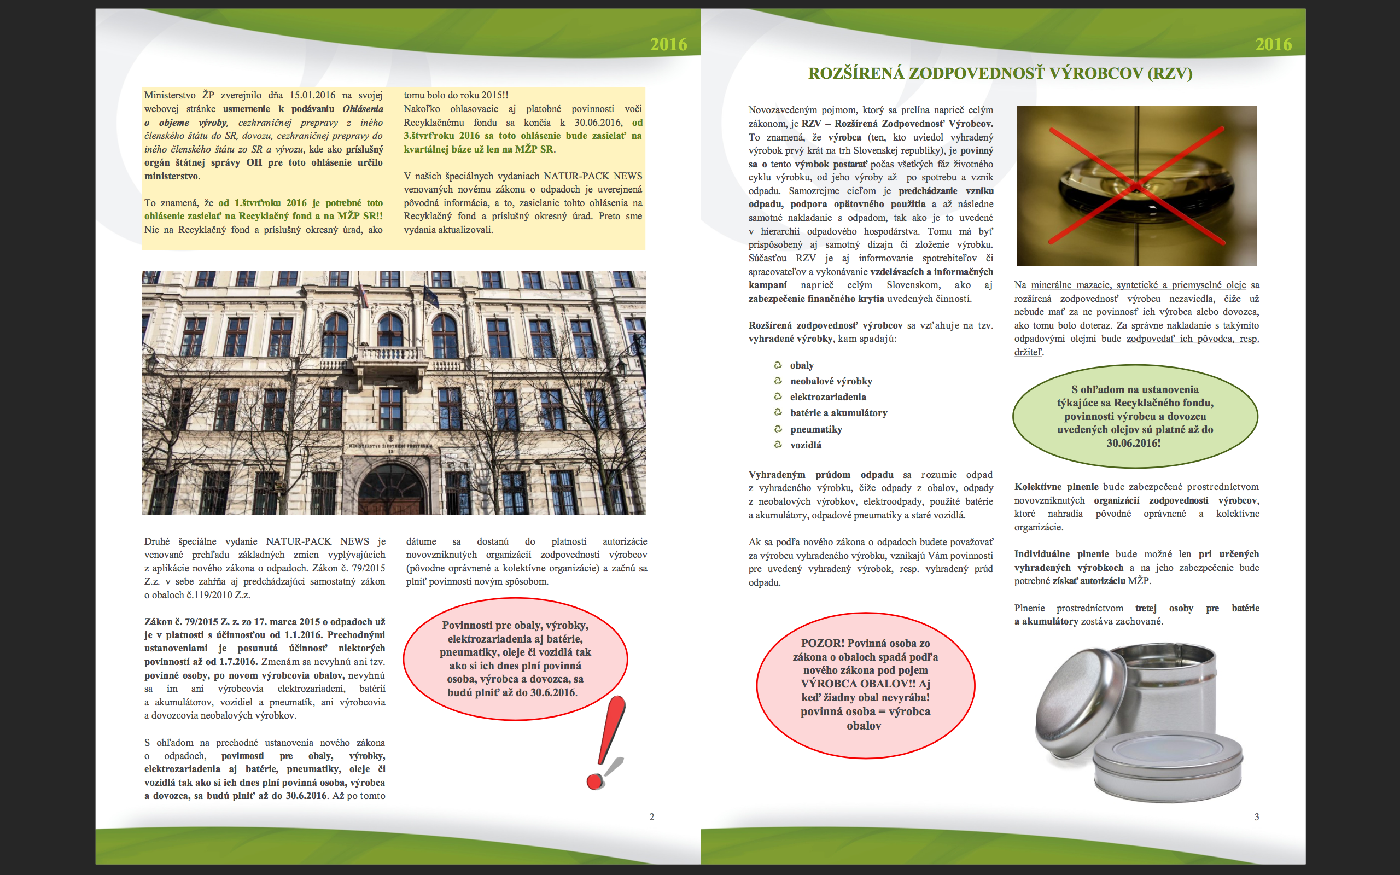 2016
Ministerstvo ŽP zverejnilo dňa 15.01.2016 na svojej
webovej stránke usmernenie k podávaniu Ohlásenia
o objeme výroby, cezhraničnej prepravy z iného
členského štátu do SR, dovozu, cezhraničnej prepravy do
iného členského štátu zo SR a vývozu, kde ako príslušný
orgán štátnej správy OH pre toto ohlásenie určilo
ministerstvo.
To znamená, že od 1.štvrťroku 2016 je potrebné toto
ohlásenie zasielať na Recyklačný fond a na MŽP SR!!
Nie na Recyklačný fond a príslušný okresný úrad, ako
tomu bolo do roku 2015!!
Nakoľko ohlasovacie aj platobné povinnosti voči
Recyklačnému fondu sa končia k 30.06.2016, od
3.štvrťroku 2016 sa toto ohlásenie bude zasielať na
kvartálnej báze už len na MŽP SR.
V našich špeciálnych vydaniach NATUR-PACK NEWS
venovaných novému zákonu o odpadoch je uverejnená
pôvodná informácia, a to, zasielanie tohto ohlásenia na
Recyklačný fond a príslušný okresný úrad. Preto sme
vydania aktualizovali.
Druhé špeciálne vydanie NATUR-PACK NEWS je
venované prehľadu základných zmien vyplývajúcich
z aplikácie nového zákona o odpadoch. Zákon č. 79/2015
Z.z. v sebe zahŕňa aj predchádzajúci samostatný zákon
o obaloch č.119/2010 Z.z.
Zákon č. 79/2015 Z. z. zo 17. marca 2015 o odpadoch už
je v platnosti s účinnosťou od 1.1.2016. Prechodnými
ustanoveniami je posunutá účinnosť niektorých
povinností až od 1.7.2016. Zmenám sa nevyhnú ani tzv.
povinné osoby, po novom výrobcovia obalov, nevyhnú
sa im ani výrobcovia elektrozariadení, batérií
a akumulátorov, vozidiel a pneumatík, ani výrobcovia
a dovozcovia neobalových výrobkov.
S ohľadom na prechodné ustanovenia nového zákona
o odpadoch, povinnosti pre obaly, výrobky,
elektrozariadenia aj batérie, pneumatiky, oleje či
vozidlá tak ako si ich dnes plní povinná osoba, výrobca
a dovozca, sa budú plniť až do 30.6.2016. Až po tomto
dátume sa dostanú do platnosti autorizácie
novovzniknutých organizácií zodpovednosti výrobcov
(pôvodne oprávnené a kolektívne organizácie) a začnú sa
plniť povinnosti novým spôsobom.
Povinnosti pre obaly, výrobky,
elektrozariadenia aj batérie,
pneumatiky, oleje či vozidlá tak
ako si ich dnes plní povinná
osoba, výrobca a dovozca, sa
budú plniť až do 30.6.2016.
2
2016
ROZŠÍRENÁ ZODPOVEDNOSŤ VÝROBCOV (RZV)
Novozavedeným pojmom, ktorý sa prelína naprieč celým
zákonom, je RZV – Rozšírená Zodpovednosť Výrobcov.
To znamená, že výrobca (ten, kto uviedol vyhradený
výrobok prvý krát na trh Slovenskej republiky), je povinný
sa o tento výrobok postarať počas všetkých fáz životného
cyklu výrobku, od jeho výroby až po spotrebu a vznik
odpadu. Samozrejme cieľom je predchádzanie vzniku
odpadu, podpora opätovného použitia a až následne
samotné nakladanie s odpadom, tak ako je to uvedené
v hierarchii odpadového hospodárstva. Tomu má byť
prispôsobený aj samotný dizajn či zloženie výrobku.
Súčasťou RZV je aj informovanie spotrebiteľov či
spracovateľov a vykonávanie vzdelávacích a informačných
kampaní naprieč celým Slovenskom, ako aj
zabezpečenie finančného krytia uvedených činností.
Rozšírená zodpovednosť výrobcov sa vzťahuje na tzv.
vyhradené výrobky, kam spadajú:
obaly
neobalové výrobky
elektrozariadenia
batérie a akumulátory
pneumatiky
vozidlá
Vyhradeným prúdom odpadu sa rozumie odpad
z vyhradeného výrobku, čiže odpady z obalov, odpady
z neobalových výrobkov, elektroodpady, použité batérie
a akumulátory, odpadové pneumatiky a staré vozidlá.
Ak sa podľa nového zákona o odpadoch budete považovať
za výrobcu vyhradeného výrobku, vznikajú Vám povinnosti
pre uvedený vyhradený výrobok, resp. vyhradený prúd
odpadu.
POZOR! Povinná osoba zo
zákona o obaloch spadá podľa
nového zákona pod pojem
VÝROBCA OBALOV!! Aj
keď žiadny obal nevyrába!
povinná osoba = výrobca
obalov
Na minerálne mazacie, syntetické a priemyselné oleje sa
rozšírená zodpovednosť výrobcu nezaviedla, čiže už
nebude mať za ne povinnosť ich výrobca alebo dovozca,
ako tomu bolo doteraz. Za správne nakladanie s takýmito
odpadovými olejmi bude zodpovedať ich pôvodca, resp.
držiteľ.
S ohľadom na ustanovenia
týkajúce sa Recyklačného fondu,
povinnosti výrobcu a dovozcu
uvedených olejov sú platné až do
30.06.2016!
Kolektívne plnenie bude zabezpečené prostredníctvom
novovzniknutých organizácií zodpovednosti výrobcov,
ktoré nahradia pôvodné oprávnené a kolektívne
organizácie.
Individuálne plnenie bude možné len pri určených
vyhradených výrobkoch a na jeho zabezpečenie bude
potrebné získať autorizáciu MŽP.
Plnenie prostredníctvom tretej osoby pre batérie
a akumulátory zostáva zachované.
3